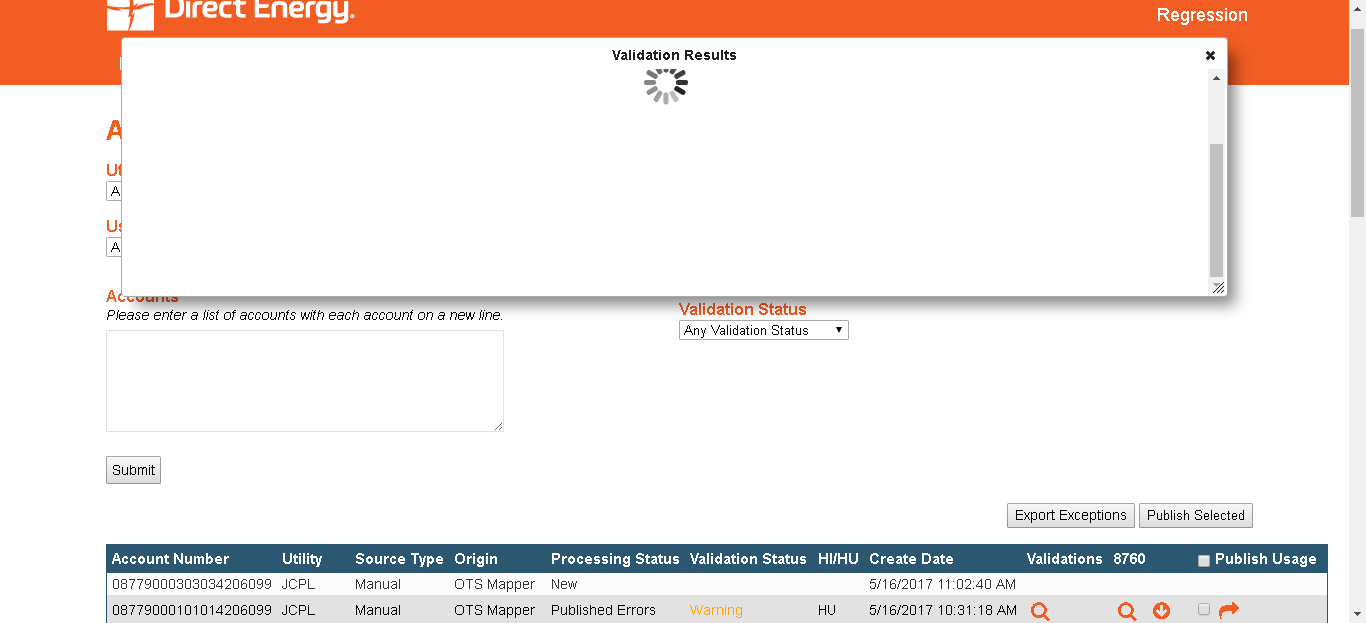 Direct Energy.
Regression
Validation Results
A
Ut
A
Us
A
Accounts
Please enter a list of accounts with each account on a new line.
Validation Status
Any Validation Status
Submit
Export Exceptions Publish Selected
Account Number Utility Source Type Origin Processing Status Validation Status HI/HU Create Date Validations 8760 Publish Usage
08779000303034206099 JCPL Manual OTS Mapper New 5/16/2017 11:02:40 AM
08779000101014206099 JCPL Manual OTS Mapper Published Errors Warning HU 5/16/2017 10:31:18 AM